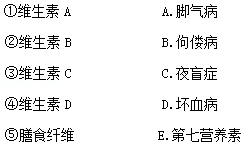 ①维生素 A A.脚气病
②维生素 B B.佝偻病
③维生素 C C.夜盲症
④维生素 D D.坏血病
⑤膳食纤维 E.第七营养素